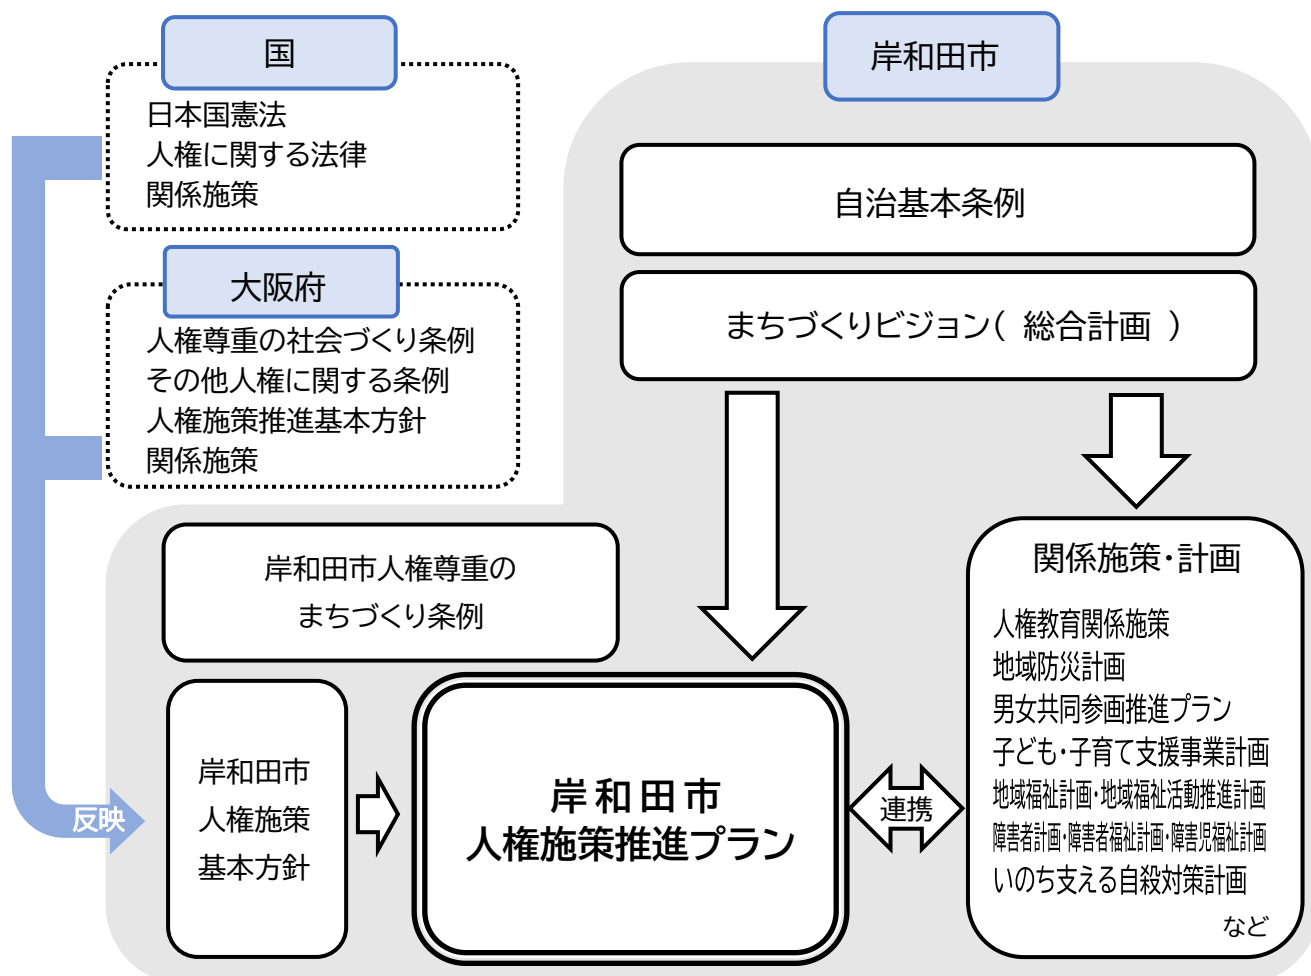 国
日本国憲法
人権に関する法律
関係施策
大阪府
人権尊重の社会づくり条例
その他人権に関する条例
人権施策推進基本方針
関係施策
反映
岸和田市
自治基本条例
まちづくりビジョン( 総合計画 )
岸和田市人権尊重の
まちづくり条例
岸和田市
人権施策
基本方針
岸和田市
人権施策推進プラン
連携
関係施策・計画
人権教育関係施策
地域防災計画
男女共同参画推進プラン
子ども・子育て支援事業計画
地域福祉計画・地域福祉活動推進計画
障害者計画・障害者福祉計画・障害児福祉計画
いのち支える自殺対策計画
など